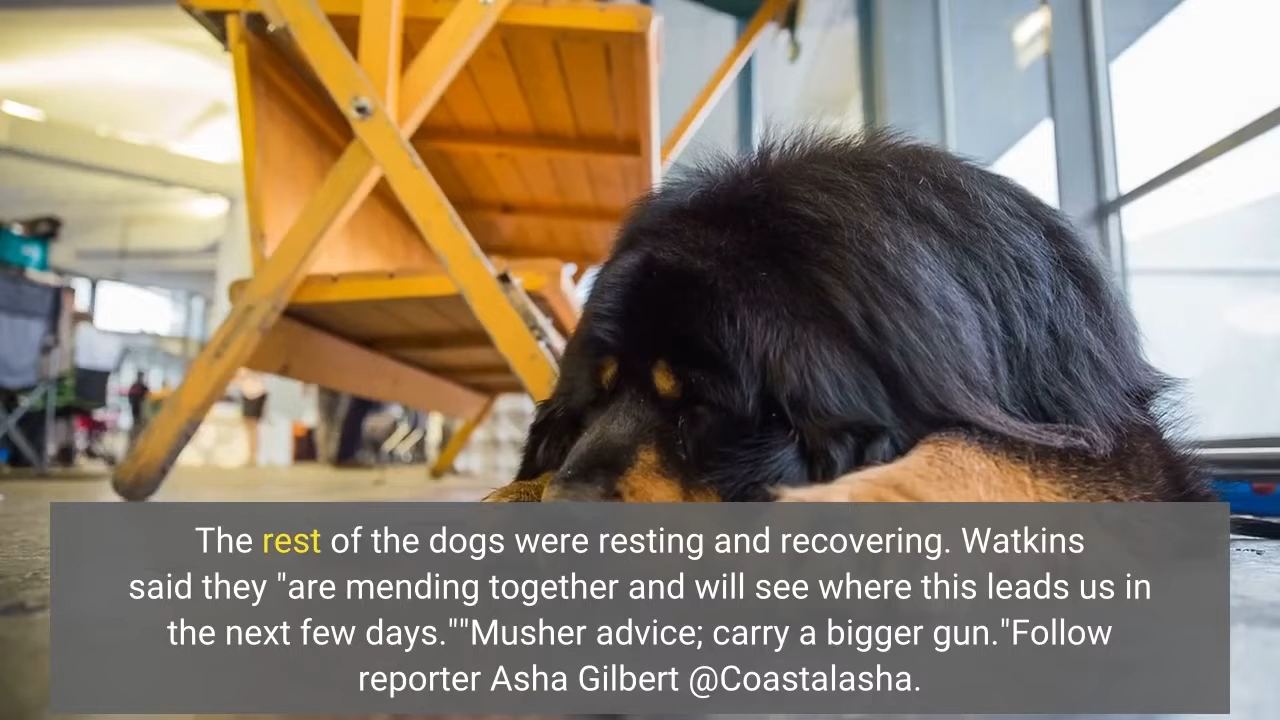 The rest of the dogs were resting and recovering. Watkins
said they "are mending together and will see where this leads us in
the next few days.""Musher advice; carry a bigger gun."Follow
reporter Asha Gilbert @Coastalasha.